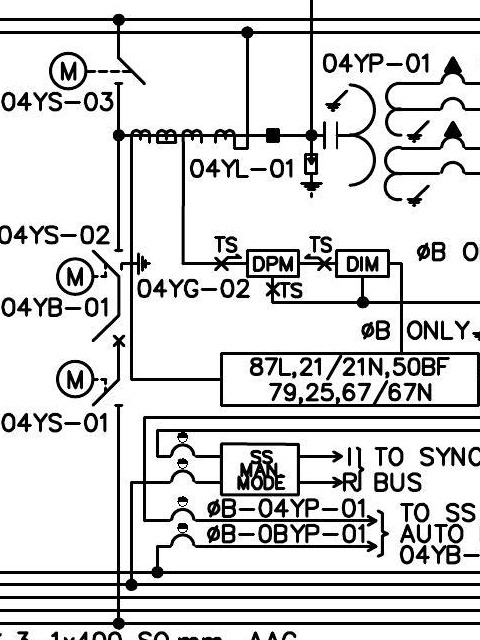 04YP-01
M
04YS-03
04YL-01
04YS-02
TS
TS
DPM
DIM
ØB O
M
04YG-02
TS
04YB-01
ØB ONLY
87L,21/21N,50BF
79,25,67/67N
M
04YS-01
SS
MAN.
MODE
I TO SYNC
R BUS
ØB-04YP-01
TO SS
ØB-0BYP-01
AUTO
04YB-
3 1x400 SQ.mm. AAC